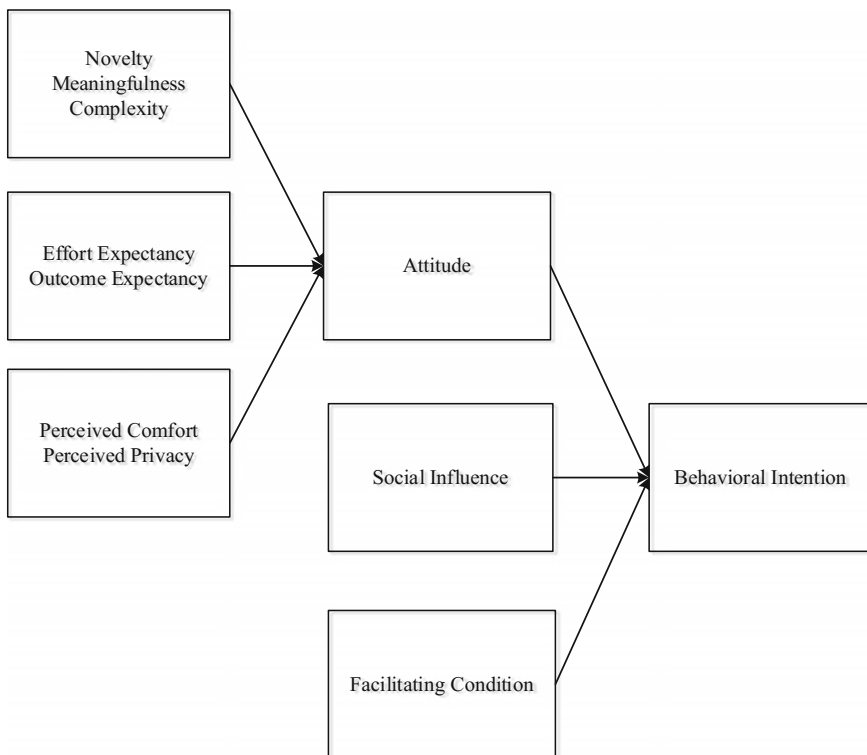 Novelty
Meaningfulness
Complexity
Effort Expectancy
Outcome Expectancy
Attitude
Perceived Comfort
Perceived Privacy
Social Influence
Behavioral Intention
Facilitating Condition